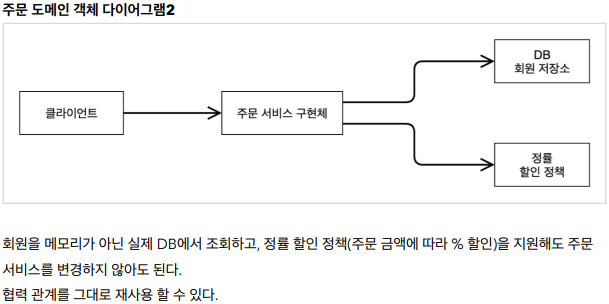 주문 도메인 객체 다이어그램2
클라이언트
주문 서비스 구현체
DB
회원 저장소
정률
할인 정책
회원을 메모리가 아닌 실제 DB에서 조회하고, 정률 할인 정책(주문 금액에 따라 % 할인)을 지원해도 주문
서비스를 변경하지 않아도 된다.
협력 관계를 그대로 재사용 할 수 있다.